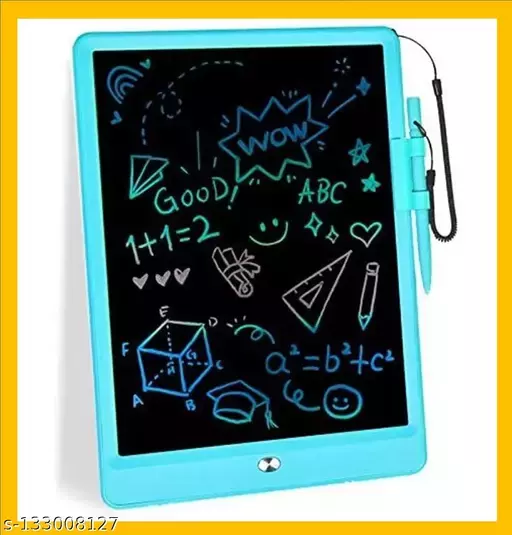 WOW
GOOD!
ABC
1+1=2
E
D
F
G
H
C
A
B
a²=b²+c²
s-133008127